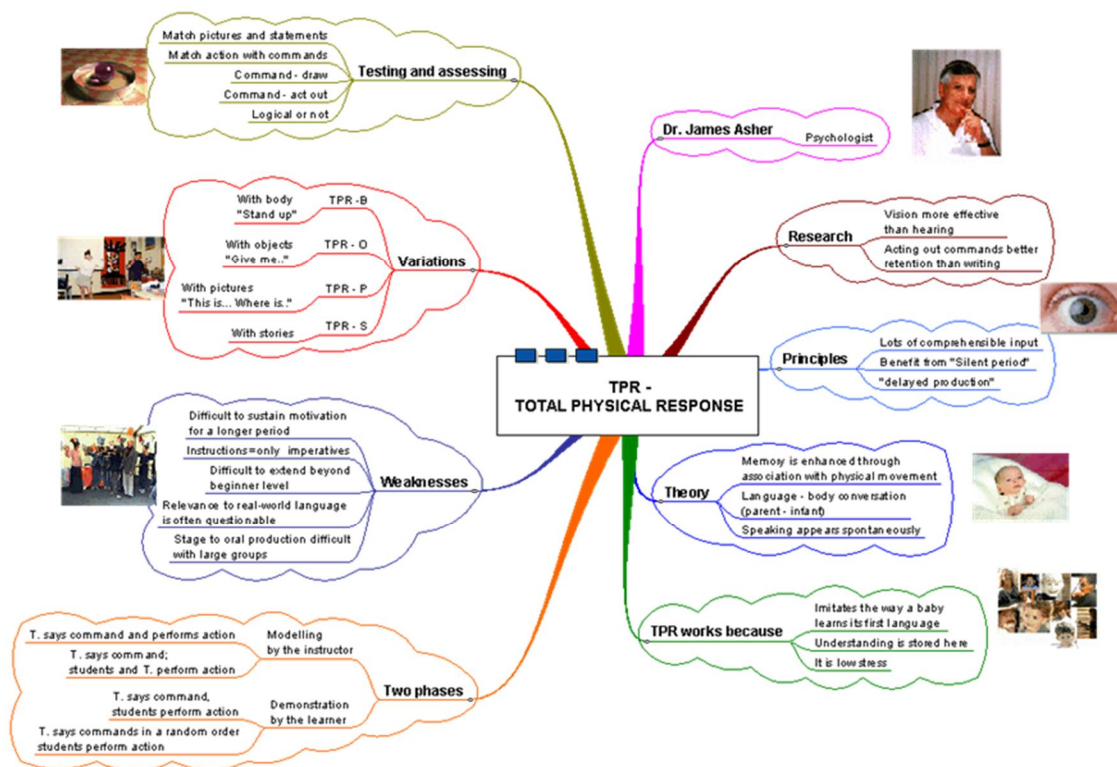 Match pictures and statements
Match action with commands
Command - draw
Command - act out
Logical or not
Testing and assessing
Dr. James Asher
Psychologist
With body
"Stand up"
TPR -B
With objects
"Give me.."
TPR - O
With pictures
"This is... Where is.."
TPR - P
With stories
TPR - S
Variations
Research
Vision more effective
than hearing
Acting out commands better
retention than writing
TPR -
TOTAL PHYSICAL RESPONSE
Principles
Lots of comprehensible input
Benefit from "Silent period"
"delayed production"
Difficult to sustain motivation
for a longer period
Instructions=only imperatives
Difficult to extend beyond
beginner level
Relevance to real-world language
is often questionable
Stage to oral production difficult
with large groups
Weaknesses
Theory
Memory is enhanced through
association with physical movement
Language - body conversation
(parent - infant)
Speaking appears spontaneously
TPR works because
Imitates the way a baby
learns its first language
Understanding is stored here
It is low stress
T. says command and performs action
T. says command;
students and T. perform action
Modelling
by the instructor
T. says command,
students perform action
T. says commands in a random order
students perform action
Demonstration
by the learner
Two phases